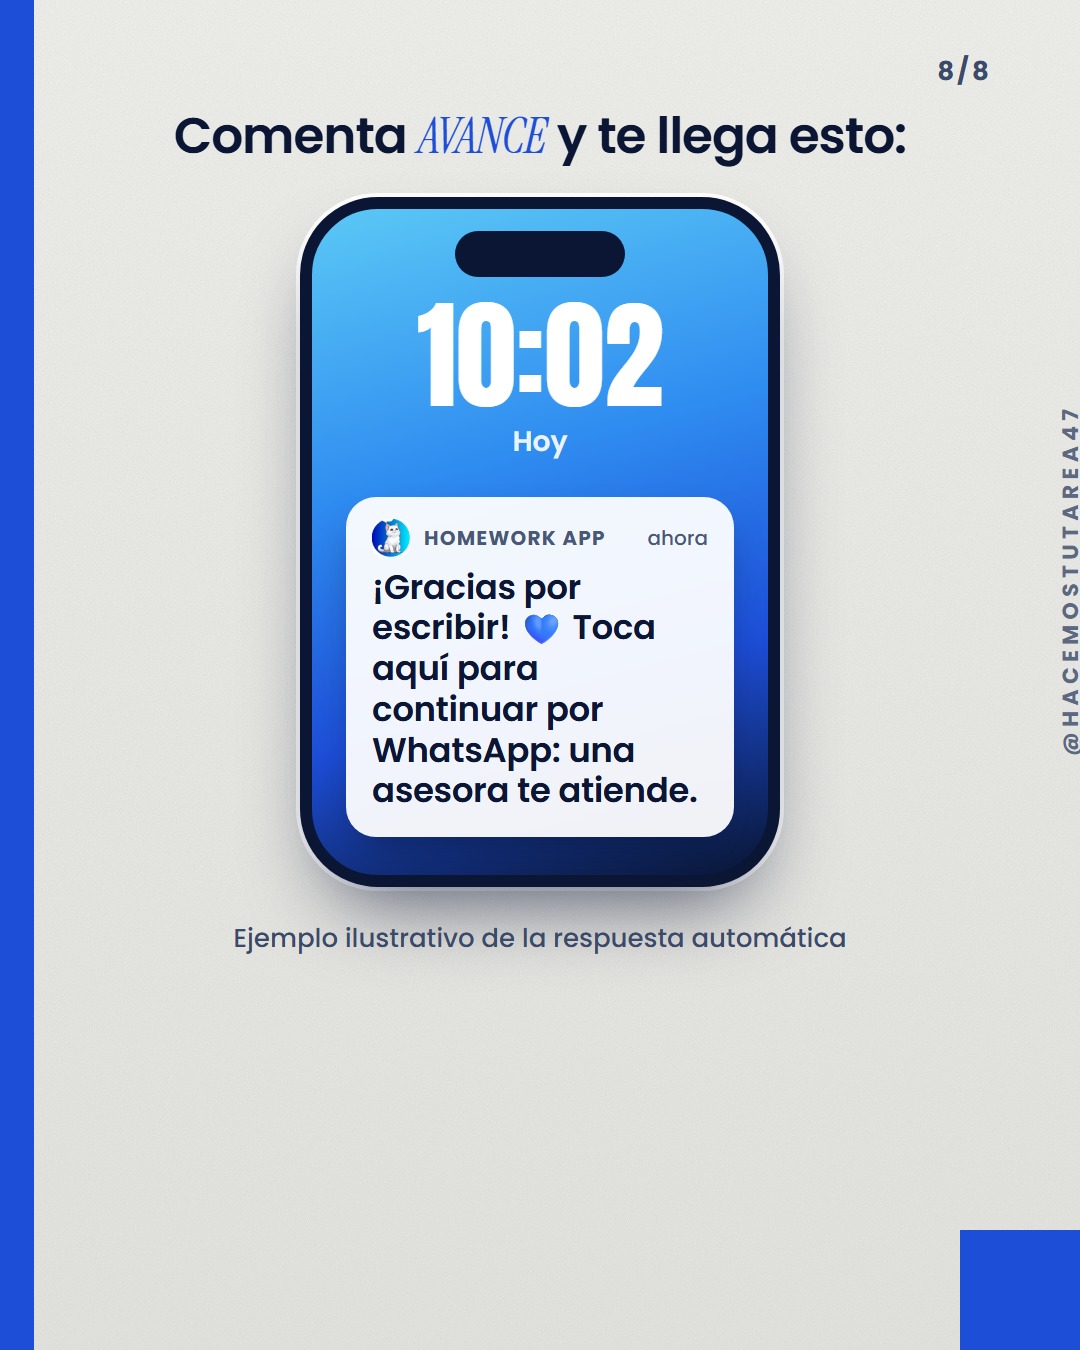 8/8
Comenta AVANCE y te llega esto:
10:02
Hoy
HOMEWORK APP ahora
¡Gracias por
escribir! 💙 Toca
aquí para
continuar por
WhatsApp: una
asesora te atiende.
Ejemplo ilustrativo de la respuesta automática
@HACEMOSTUTAREA47